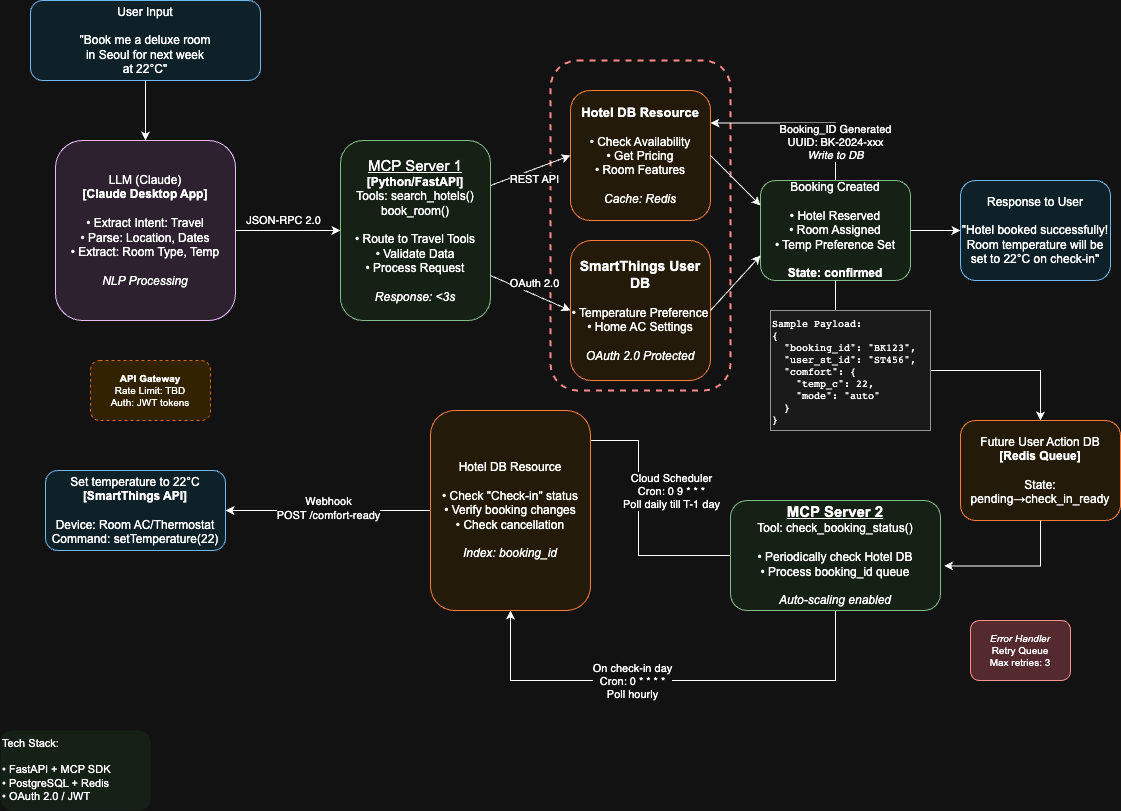 User Input
"Book me a deluxe room
in Seoul for next week
at 22°C"
LLM (Claude)
[Claude Desktop App]
• Extract Intent: Travel
• Parse: Location, Dates
• Extract: Room Type, Temp
NLP Processing
JSON-RPC 2.0
MCP Server 1
[Python/FastAPI]
Tools: search_hotels()
book_room()
• Route to Travel Tools
• Validate Data
• Process Request
Response: <3s
REST API
OAuth 2.0
Hotel DB Resource
• Check Availability
• Get Pricing
• Room Features
Cache: Redis
SmartThings User
DB
• Temperature Preference
• Home AC Settings
OAuth 2.0 Protected
Booking_ID Generated
UUID: BK-2024-xxx
Write to DB
Booking Created
• Hotel Reserved
• Room Assigned
• Temp Preference Set
State: confirmed
Response to User
"Hotel booked successfully!
Room temperature will be
set to 22°C on check-in"
Sample Payload:
{
"booking_id": "BK123",
"user_st_id": "ST456",
"comfort": {
"temp_c": 22,
"mode": "auto"
}
}
API Gateway
Rate Limit: TBD
Auth: JWT tokens
Future User Action DB
[Redis Queue]
State:
pending→check_in_ready
MCP Server 2
Tool: check_booking_status()
• Periodically check Hotel DB
• Process booking_id queue
Auto-scaling enabled
Cloud Scheduler
Cron: 0 9 * * *
Poll daily till T-1 day
Hotel DB Resource
• Check "Check-in" status
• Verify booking changes
• Check cancellation
Index: booking_id
Webhook
POST /comfort-ready
Set temperature to 22°C
[SmartThings API]
Device: Room AC/Thermostat
Command: setTemperature(22)
On check-in day
Cron: 0 * * * *
Poll hourly
Error Handler
Retry Queue
Max retries: 3
Tech Stack:
• FastAPI + MCP SDK
• PostgreSQL + Redis
• OAuth 2.0 / JWT